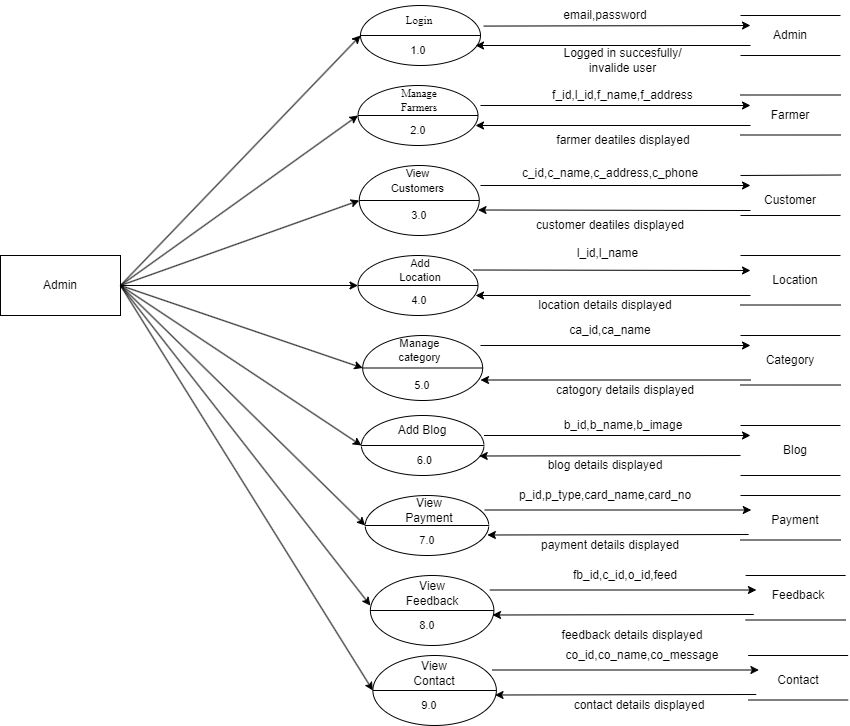 Login
email,password
Admin
1.0
Logged in succesfully/
invalide user
Manage
Farmers
f_id,l_id,f_name,f_address
Farmer
2.0
farmer deatiles displayed
View
Customers
c_id,c_name,c_address,c_phone
Customer
3.0
customer deatiles displayed
Add
Location
l_id,l_name
Admin
Location
4.0
location details displayed
Manage
category
ca_id,ca_name
Category
5.0
catogory details displayed
Add Blog
b_id,b_name,b_image
Blog
6.0
blog details displayed
View
Payment
p_id,p_type,card_name,card_no
Payment
7.0
payment details displayed
View
Feedback
fb_id,c_id,o_id,feed
Feedback
8.0
feedback details displayed
View
Contact
co_id,co_name,co_message
Contact
9.0
contact details displayed